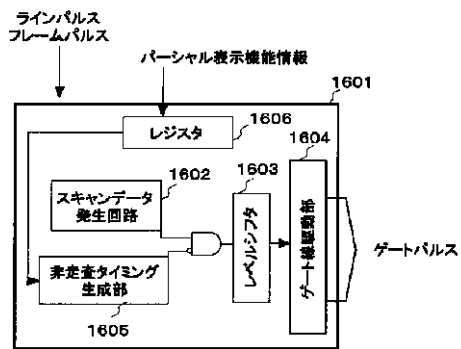 ラインパルス
フレームパルス
パーシャル表示機能情報
1601
レジスタ
1606
1604
1602
1603
スキャンデータ
発生回路
レベルシフタ
ゲート線駆動部
ゲートパルス
非走査タイミング
生成部
1605